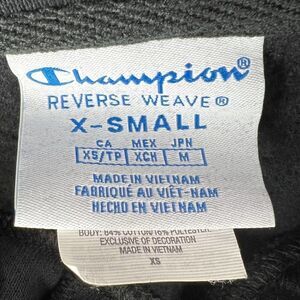 Champion®
REVERSE WEAVE®
X-SMALL
CA MEX JPN
XS/TP XCH M
MADE IN VIETNAM
FABRIQUÉ AU VIÊT-NAM
HECHO EN VIETNAM
BODY: 84% COTTON/16% POLYESTER
EXCLUSIVE OF DECORATION
MADE IN VIETNAM
XS